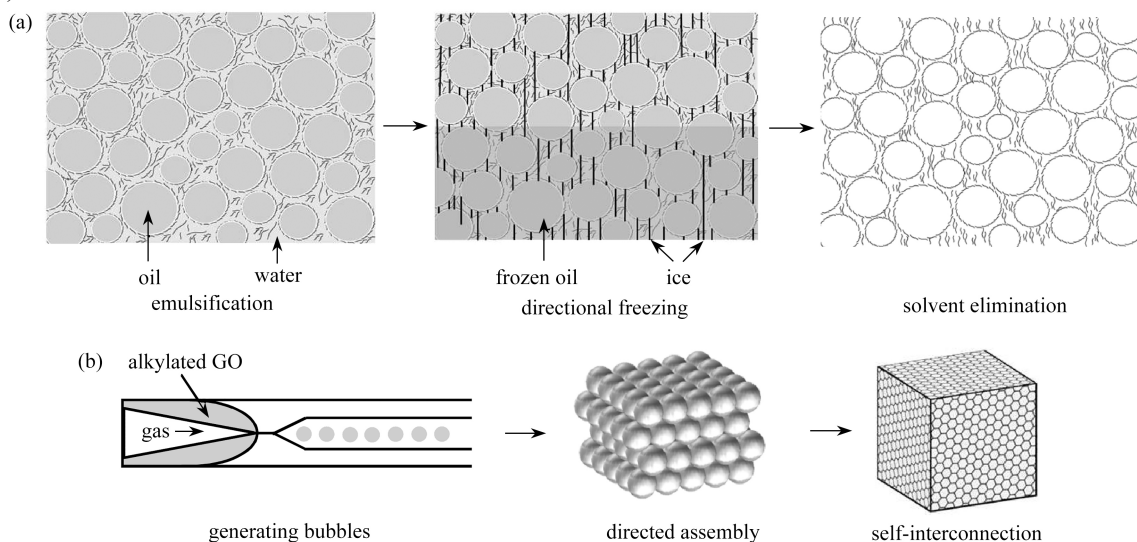 (a)
oil
water
emulsification
frozen oil
ice
directional freezing
solvent elimination
(b)
alkylated GO
gas
generating bubbles
directed assembly
self-interconnection